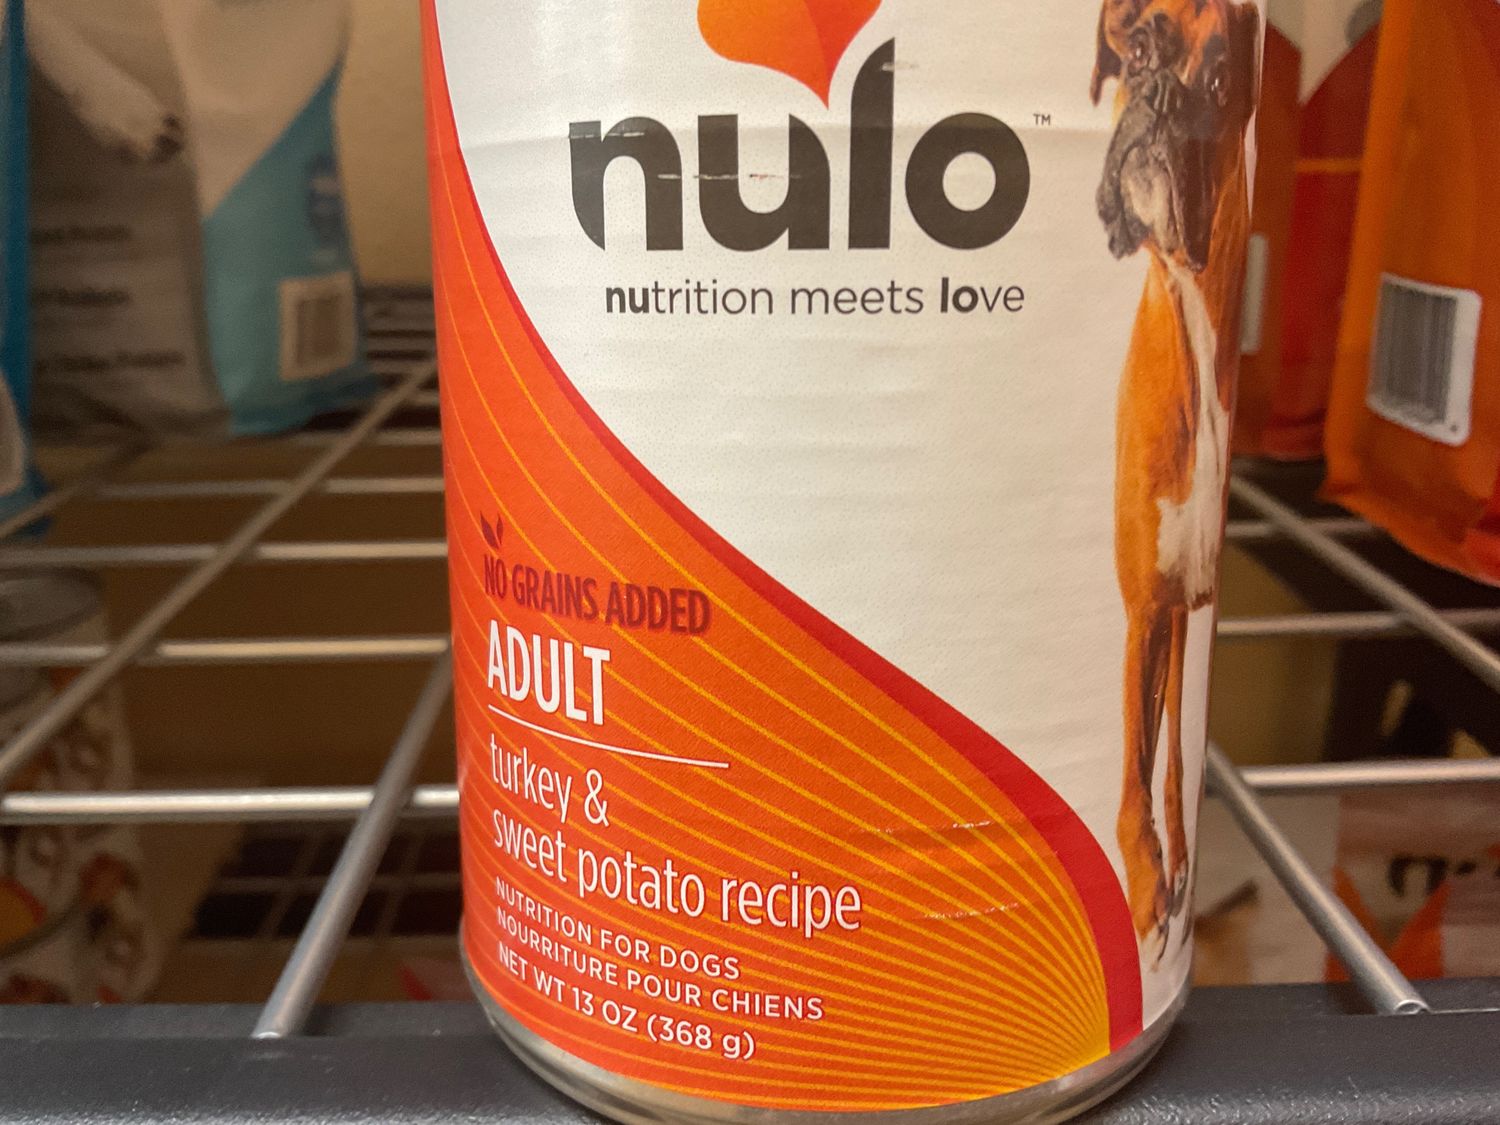 nulo™
nutrition meets love
NO GRAINS ADDED
ADULT
turkey &
sweet potato recipe
NUTRITION FOR DOGS
NOURRITURE POUR CHIENS
NET WT 13 OZ (368 g)